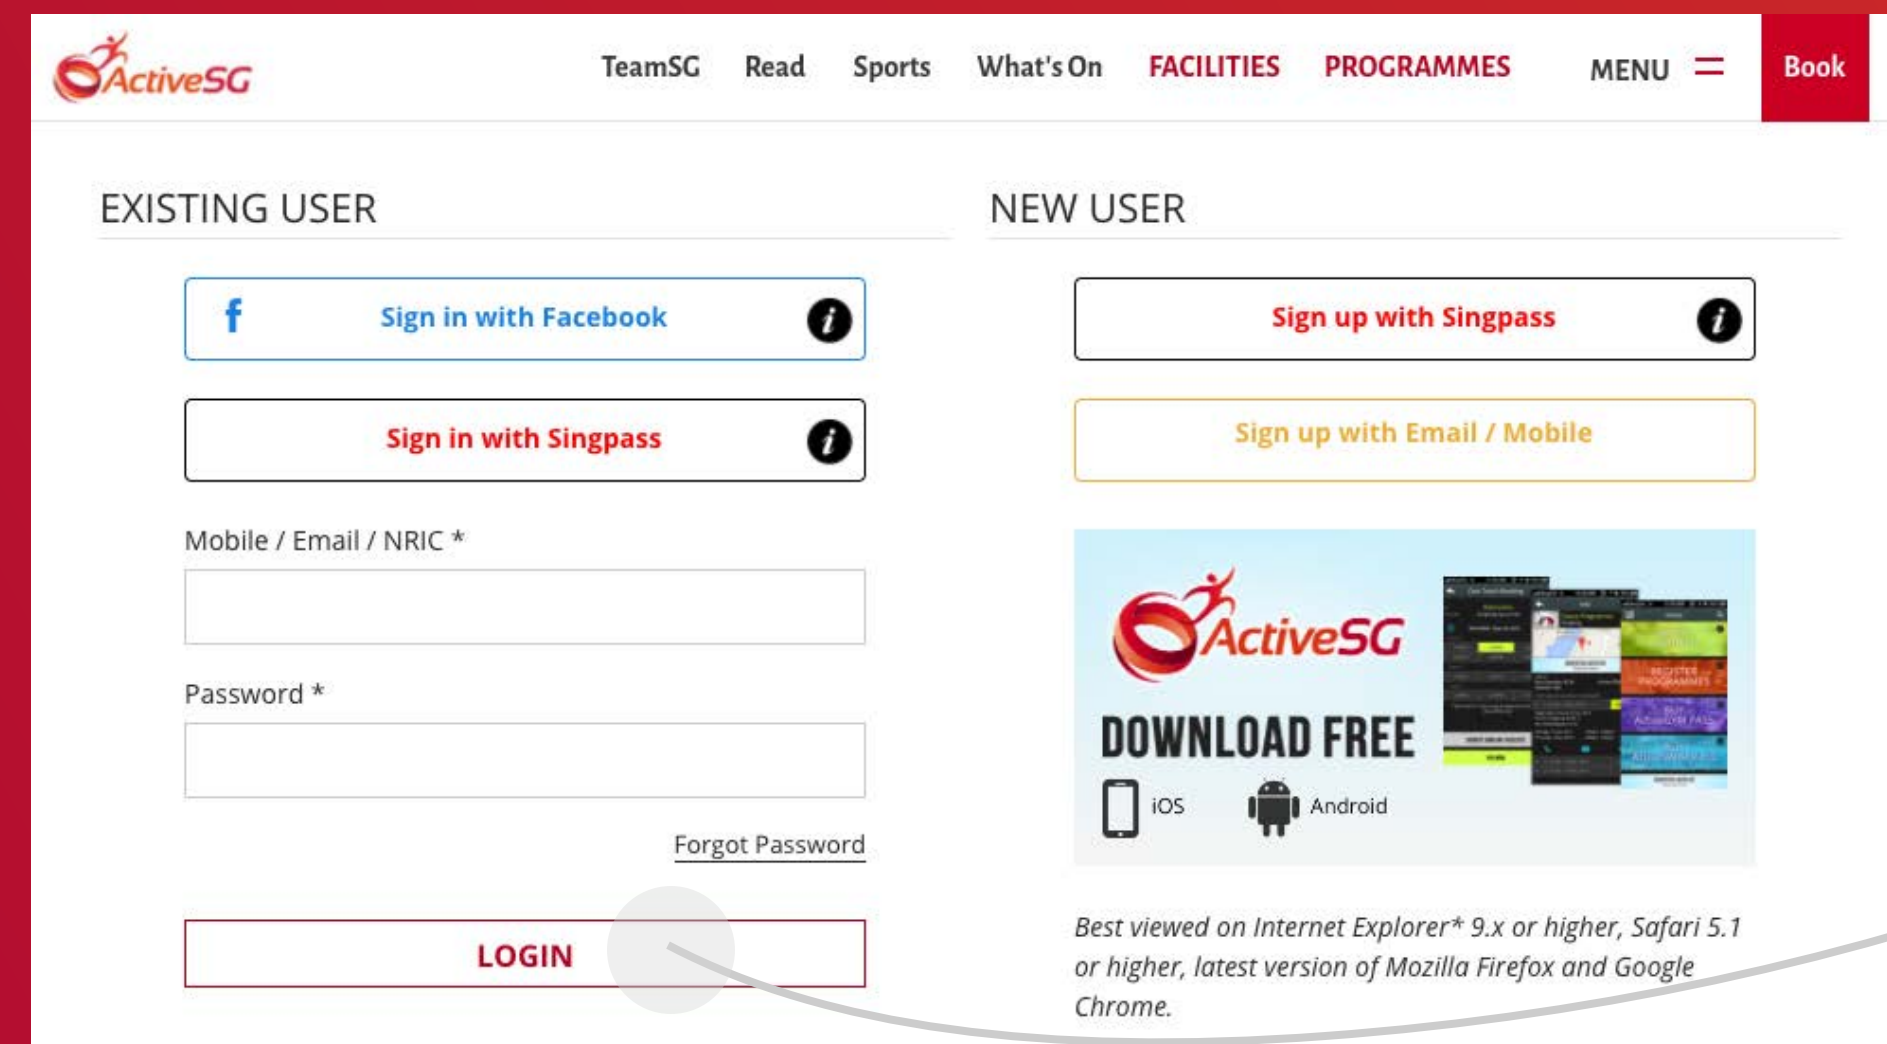 ActiveSG
TeamSG Read Sports What's On FACILITIES PROGRAMMES MENU Book
EXISTING USER
f Sign in with Facebook i
Sign in with Singpass i
Mobile / Email / NRIC *
Password *
Forgot Password
LOGIN
NEW USER
Sign up with Singpass i
Sign up with Email / Mobile
ActiveSG
DOWNLOAD FREE
iOS Android
REGISTER
PROGRAMMES
Best viewed on Internet Explorer* 9.x or higher, Safari 5.1
or higher, latest version of Mozilla Firefox and Google
Chrome.